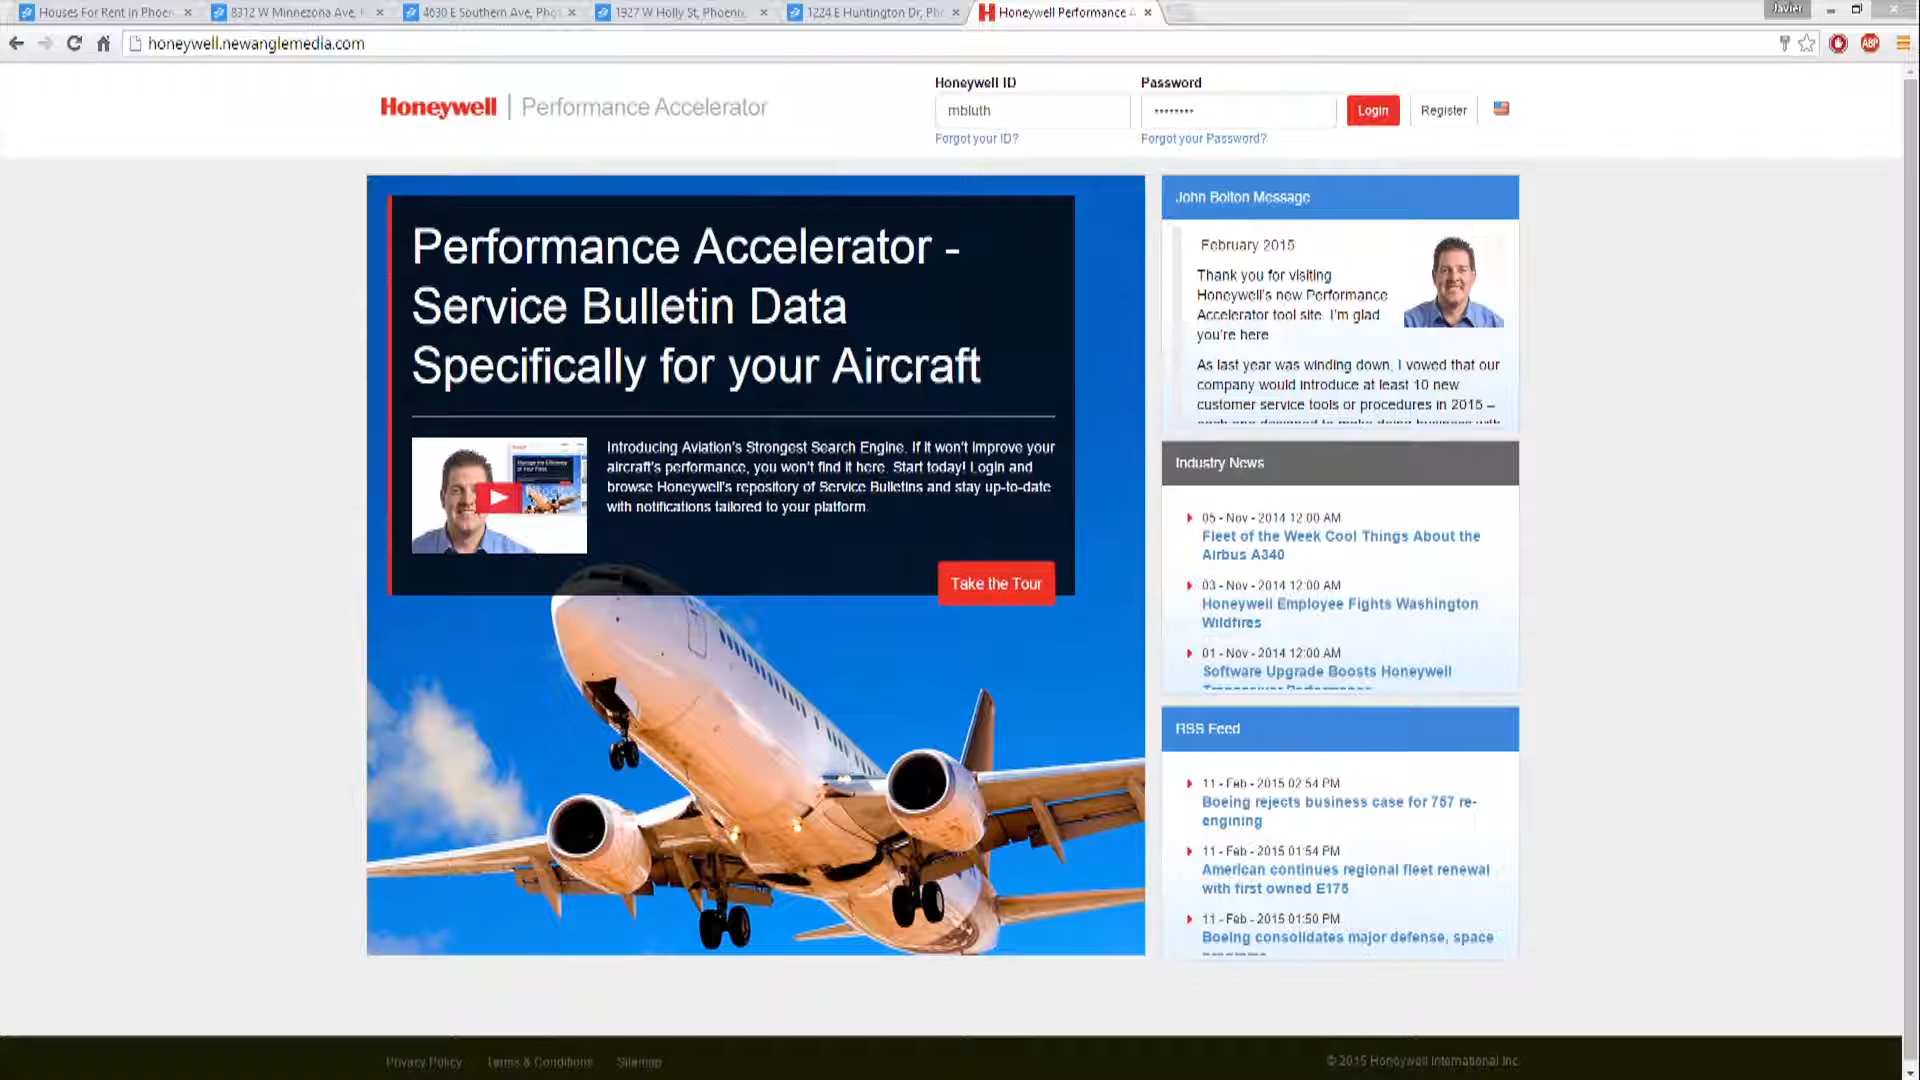 Houses For Rent in Phoen
8312 W Minnezona Ave,
4630 E Southern Ave, Pho
1927 W Holly St, Phoenix,
1224 E Huntington Dr, Ph
Honeywell Performance A
Javier
honeywell.newanglemedia.com
ABP
Honeywell | Performance Accelerator
Honeywell ID
Password
mbluth
••••••••
Login
Register
Forgot your ID?
Forgot your Password?
Performance Accelerator -
Service Bulletin Data
Specifically for your Aircraft
Introducing Aviation's Strongest Search Engine. If it won't improve your
aircraft's performance, you won't find it here. Start today! Login and
browse Honeywell's repository of Service Bulletins and stay up-to-date
with notifications tailored to your platform.
Take the Tour
John Bolton Message
February 2015
Thank you for visiting
Honeywell's new Performance
Accelerator tool site. I'm glad
you're here
As last year was winding down, I vowed that our
company would introduce at least 10 new
customer service tools or procedures in 2015 –
Industry News
05 - Nov - 2014 12:00 AM
Fleet of the Week Cool Things About the
Airbus A340
03 - Nov - 2014 12:00 AM
Honeywell Employee Fights Washington
Wildfires
01 - Nov - 2014 12:00 AM
Software Upgrade Boosts Honeywell
RSS Feed
11 - Feb - 2015 02:54 PM
Boeing rejects business case for 757 re-
engining
11 - Feb - 2015 01:54 PM
American continues regional fleet renewal
with first owned E175
11 - Feb - 2015 01:50 PM
Boeing consolidates major defense, space
Privacy Policy
Terms & Conditions
Sitemap
© 2015 Honeywell International Inc.